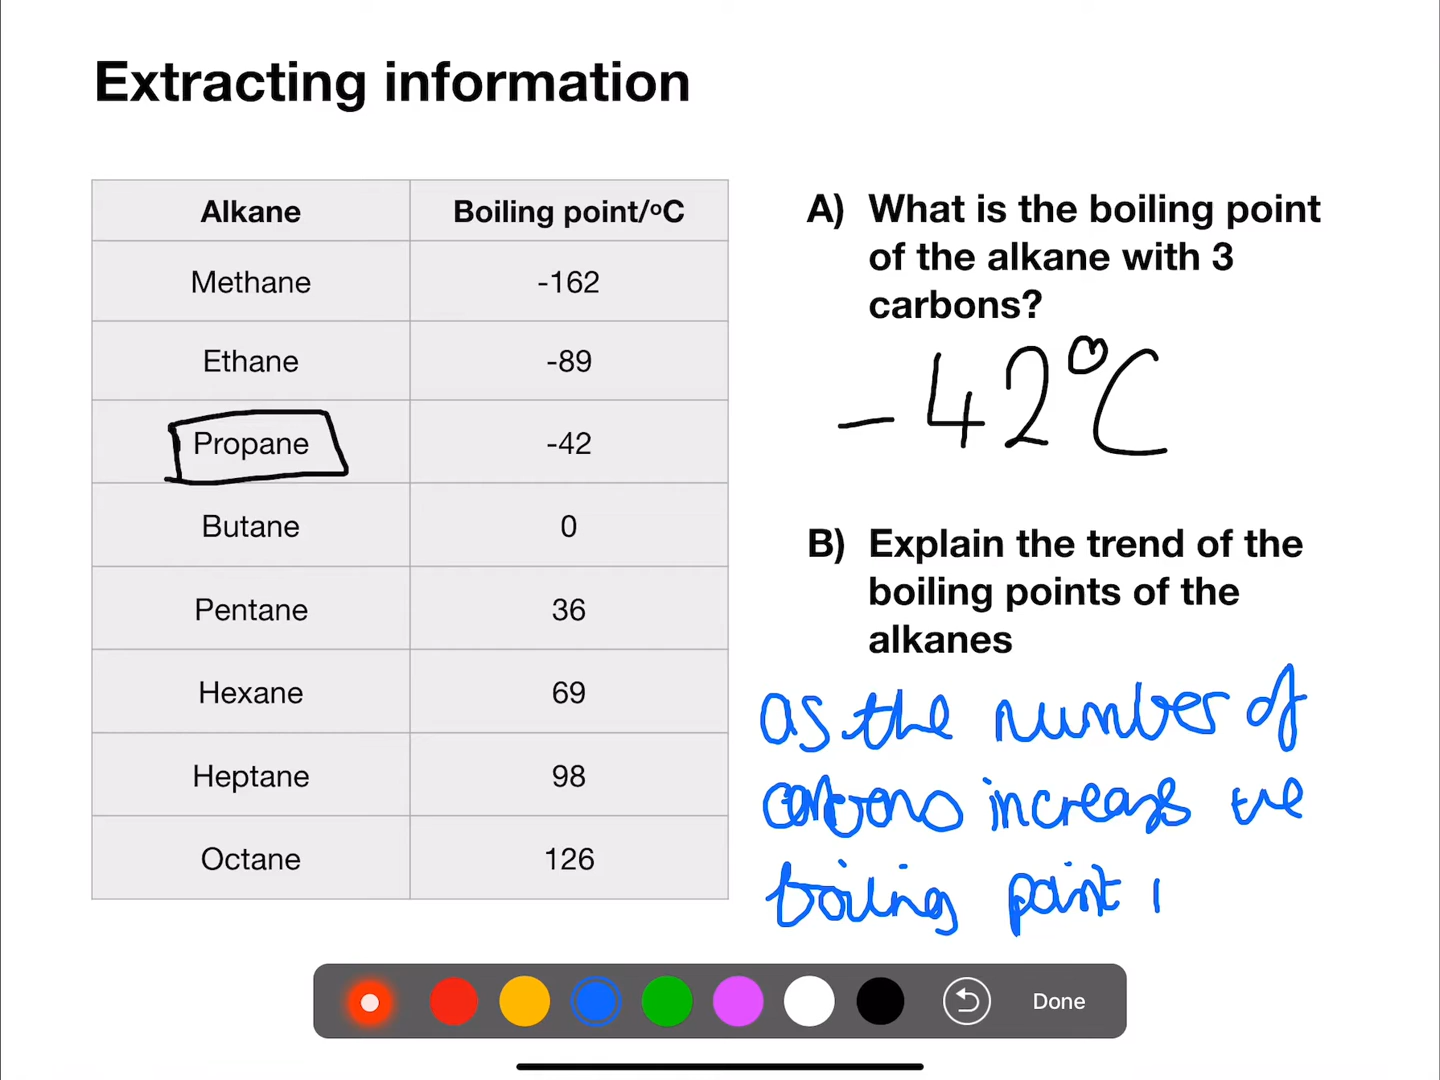 Extracting information
Alkane Boiling point/ºC
Methane -162
Ethane -89
Propane -42
Butane 0
Pentane 36
Hexane 69
Heptane 98
Octane 126
A) What is the boiling point
of the alkane with 3
carbons?
-42°C
B) Explain the trend of the
boiling points of the
alkanes
as the number of
carbons increases the
boiling point i
Done